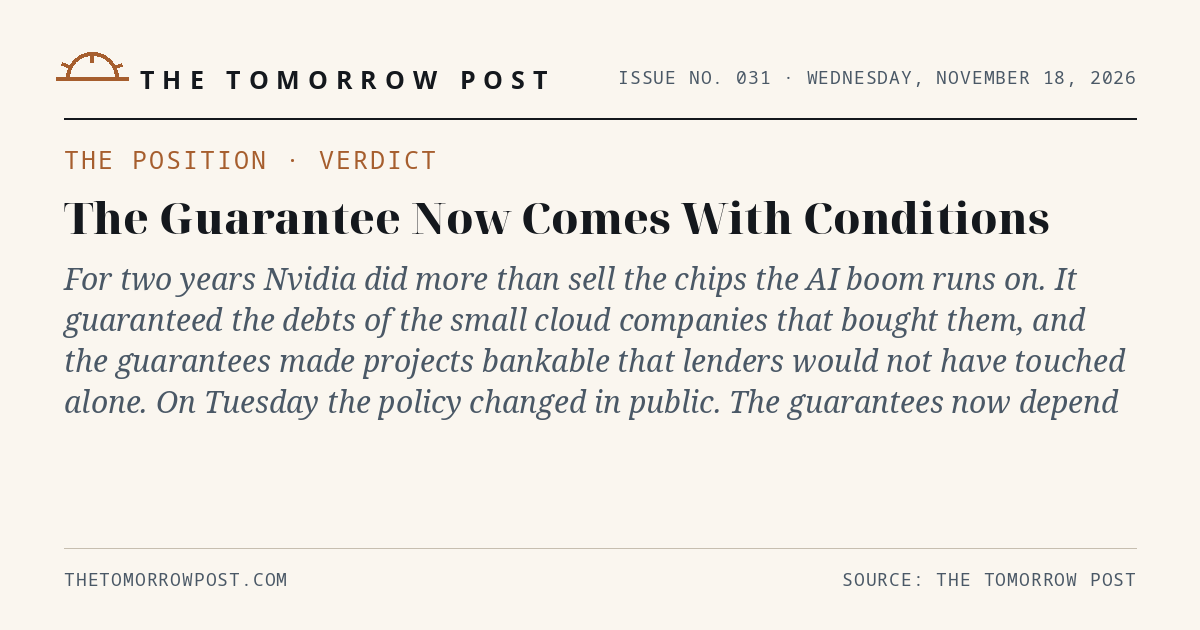 THE TOMORROW POST
ISSUE NO. 031 · WEDNESDAY, NOVEMBER 18, 2026
THE POSITION · VERDICT
The Guarantee Now Comes With Conditions
For two years Nvidia did more than sell the chips the AI boom runs on. It
guaranteed the debts of the small cloud companies that bought them, and
the guarantees made projects bankable that lenders would not have touched
alone. On Tuesday the policy changed in public. The guarantees now depend
THETOMORROWPOST.COM
SOURCE: THE TOMORROW POST